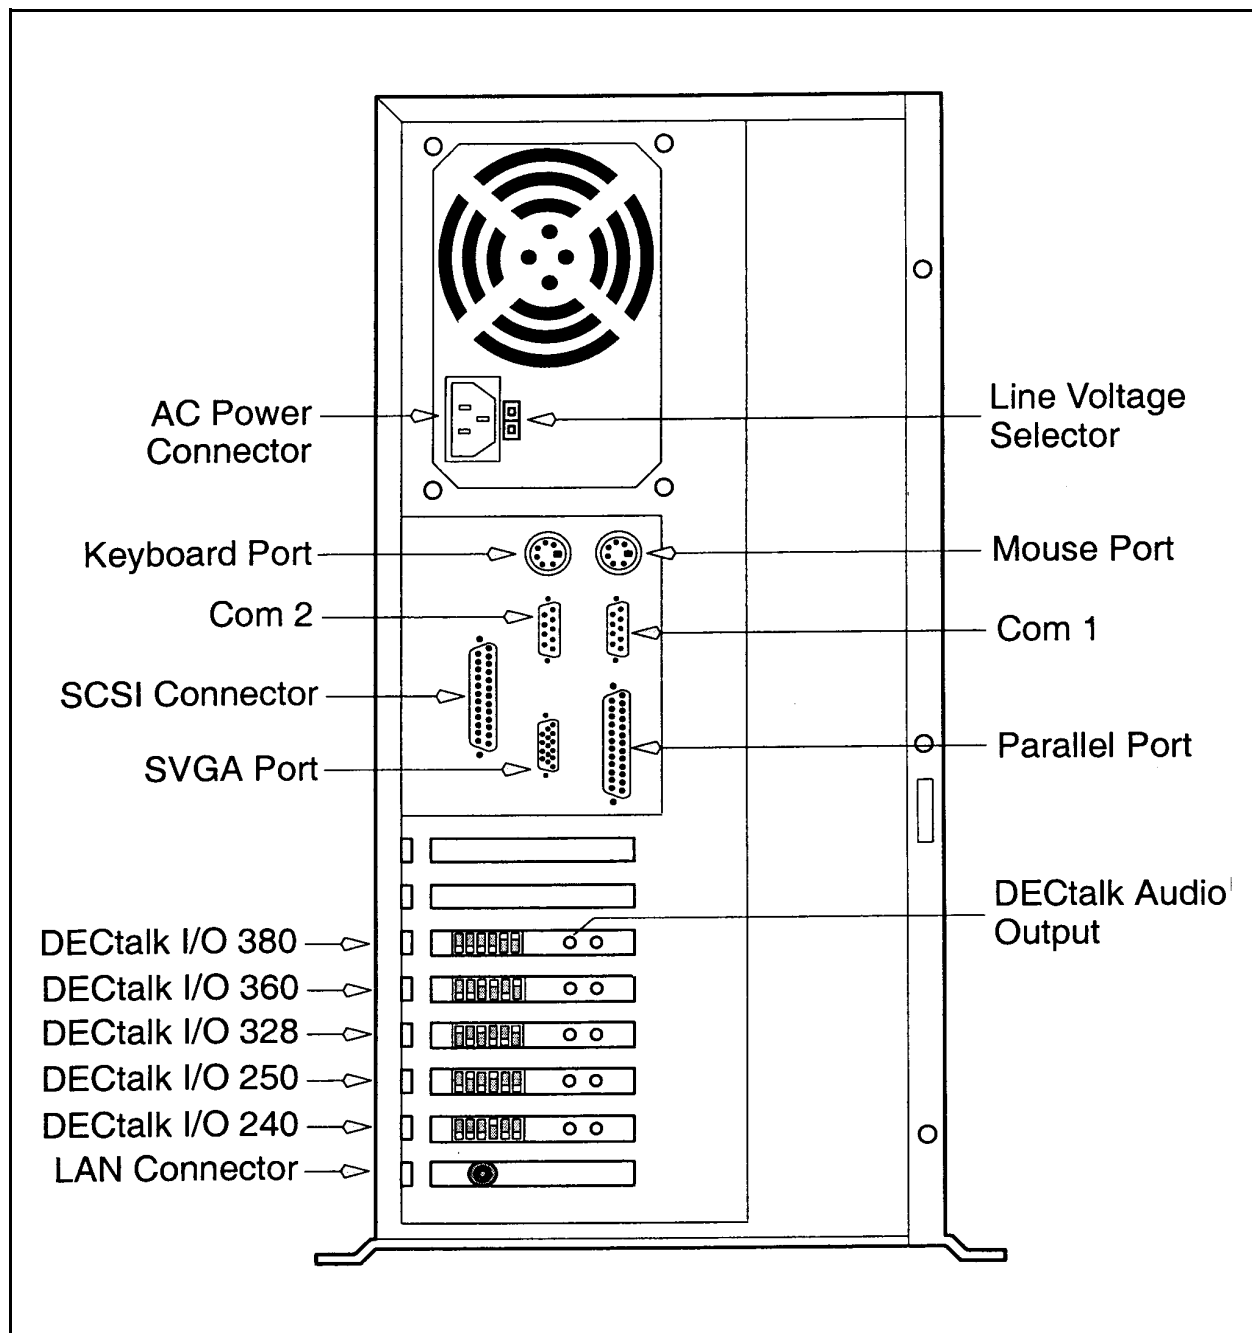 AC Power
Connector
Line Voltage
Selector
Keyboard Port
Mouse Port
Com 2
Com 1
SCSI Connector
SVGA Port
Parallel Port
DECtalk Audio
Output
DECtalk I/O 380
DECtalk I/O 360
DECtalk I/O 328
DECtalk I/O 250
DECtalk I/O 240
LAN Connector